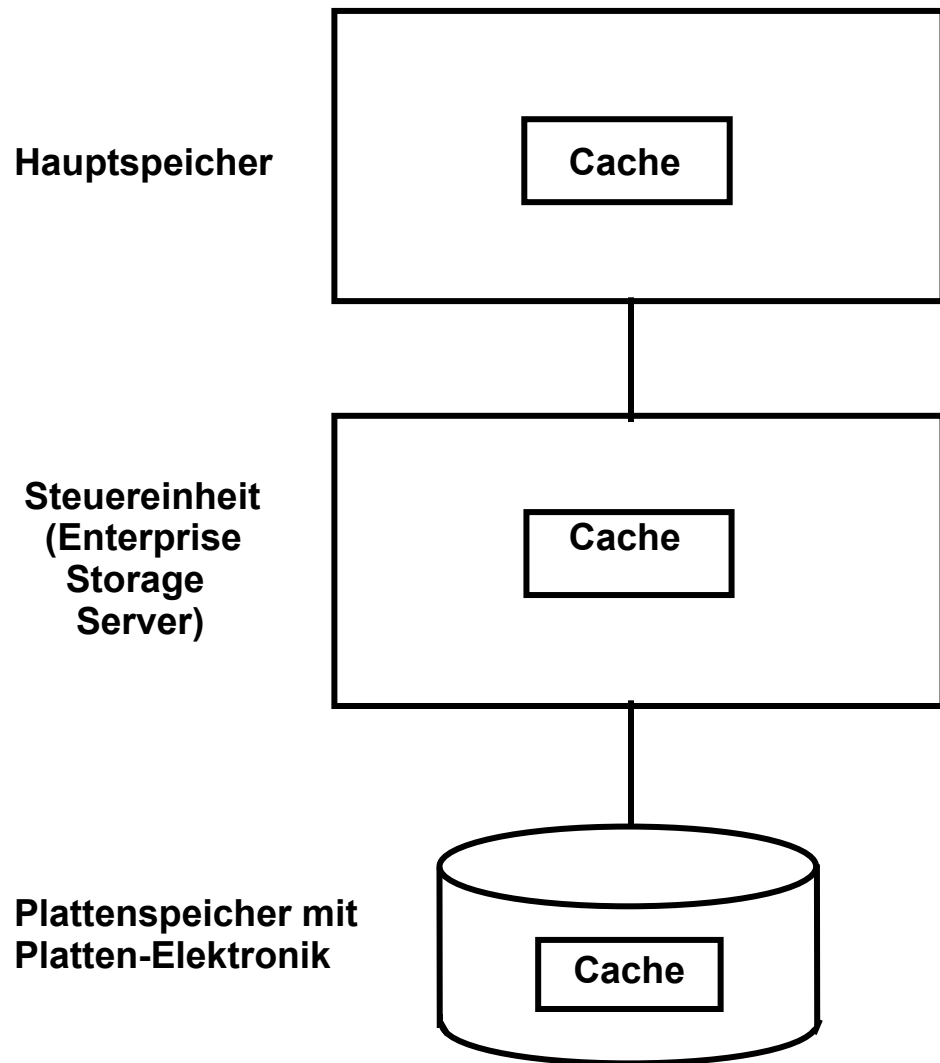 Hauptspeicher
Cache
Steuereinheit
(Enterprise
Storage
Server)
Cache
Plattenspeicher mit
Platten-Elektronik
Cache